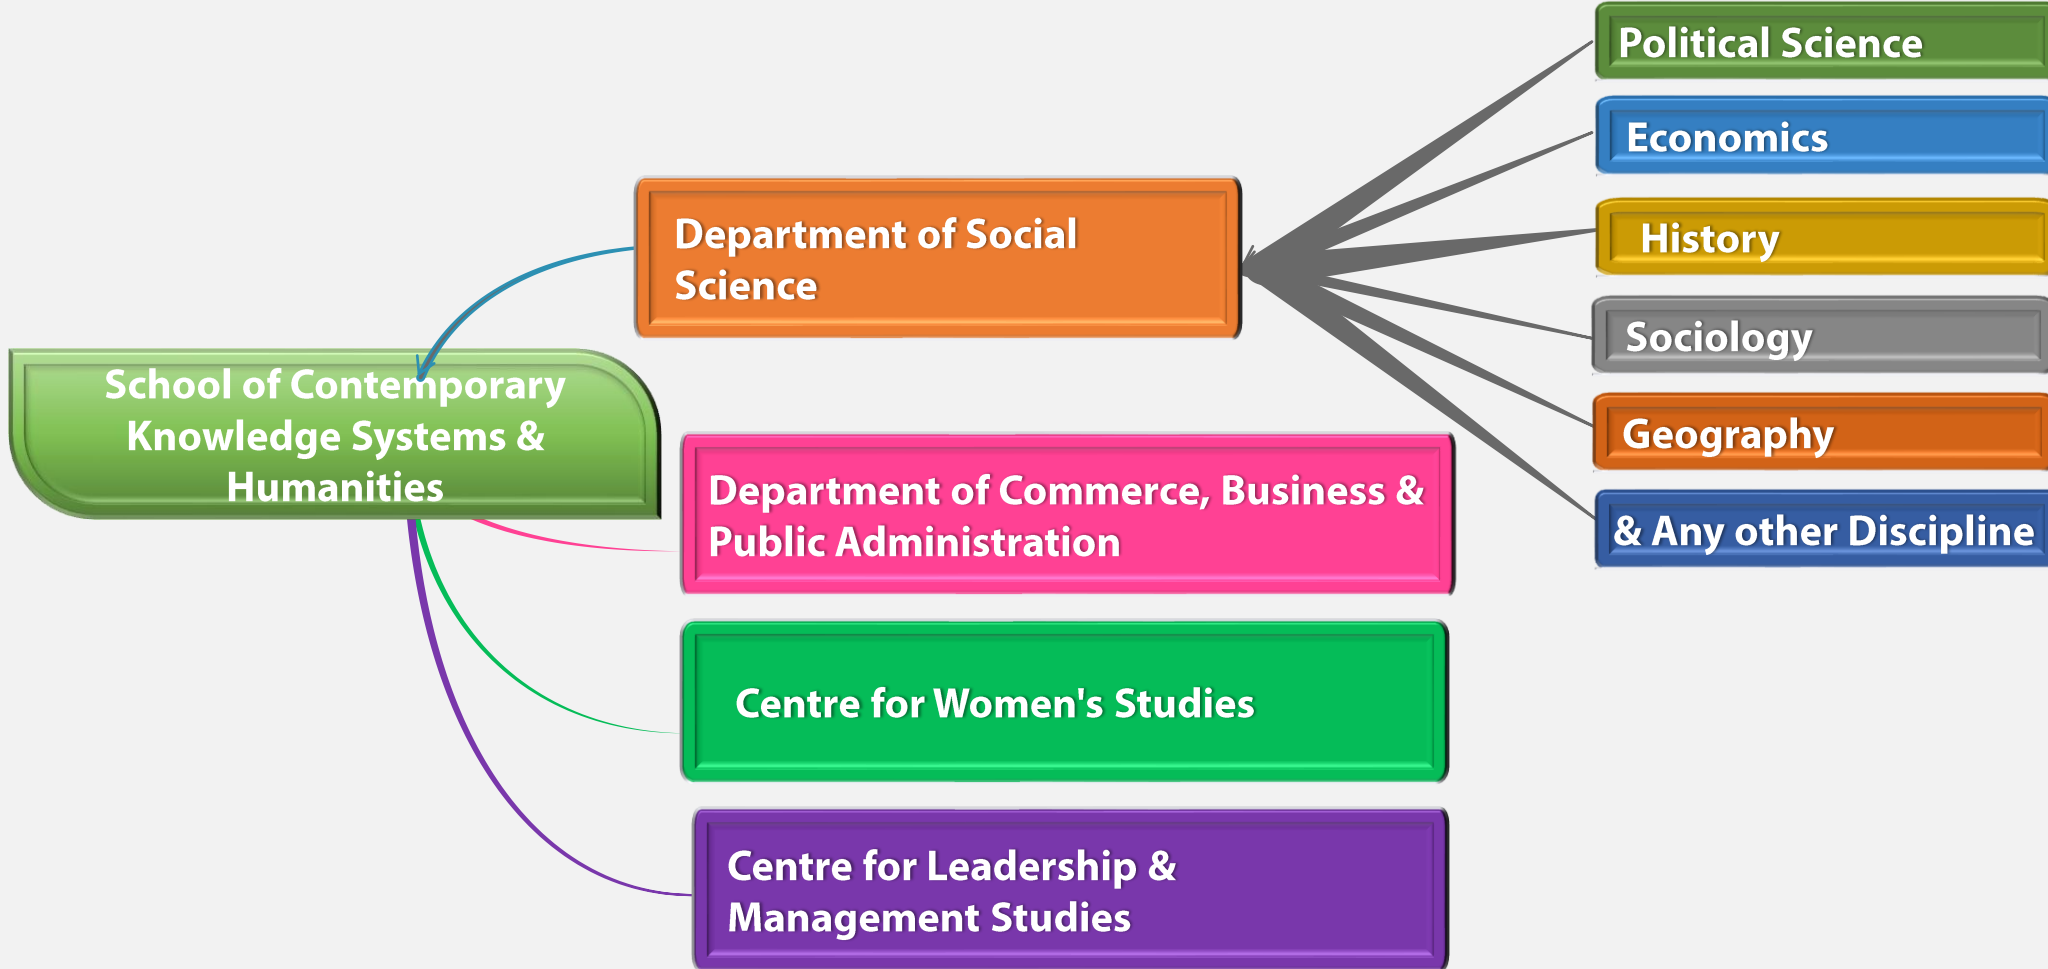 School of Contemporary
Knowledge Systems &
Humanities
Department of Social
Science
Political Science
Economics
History
Sociology
Geography
& Any other Discipline
Department of Commerce, Business &
Public Administration
Centre for Women's Studies
Centre for Leadership &
Management Studies